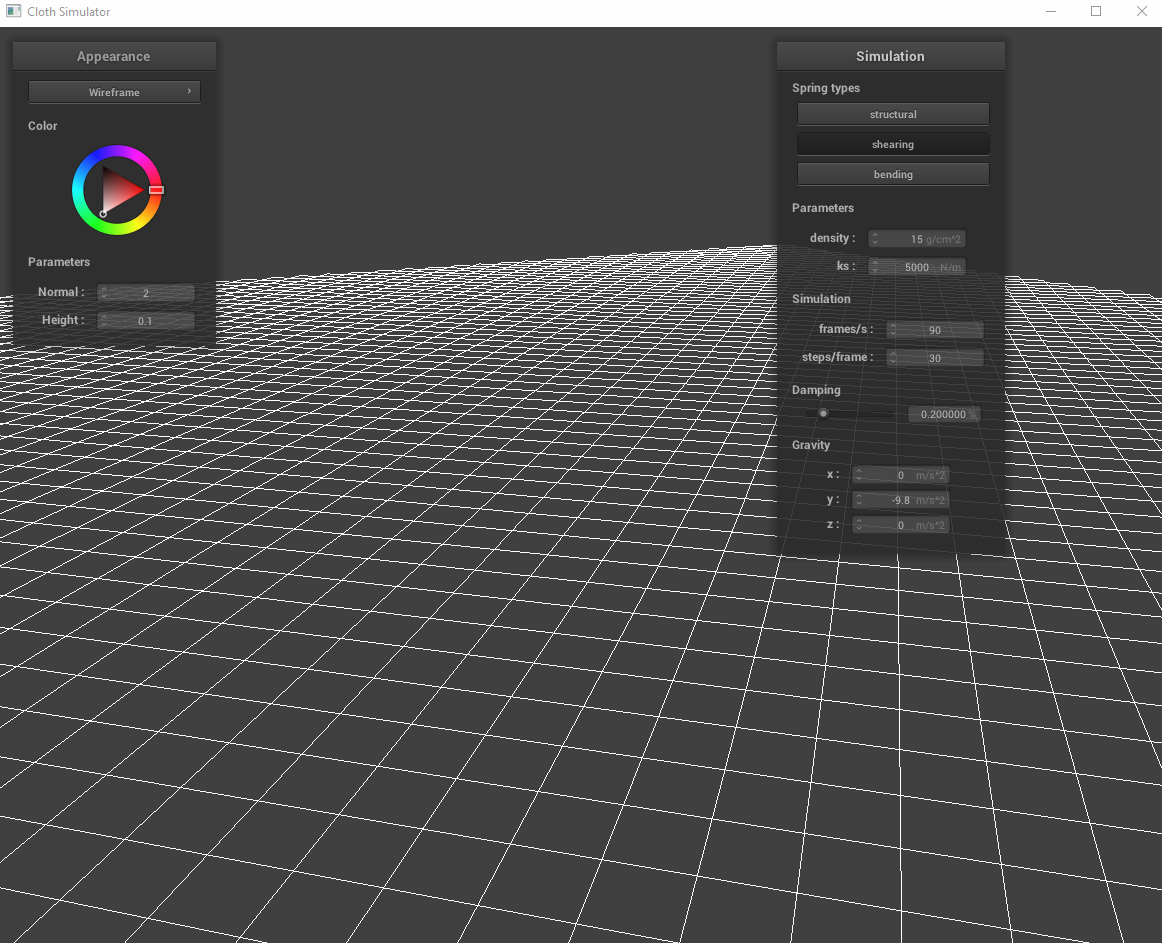 Cloth Simulator
Appearance
Wireframe
Color
Parameters
Normal : 2
Height : 0.1
Simulation
Spring types
structural
shearing
bending
Parameters
density : 15 g/cm^2
ks : 5000 N/m
Simulation
frames/s : 90
steps/frame : 30
Damping
0.200000 %
Gravity
x : 0 m/s^2
y : -9.8 m/s^2
z : 0 m/s^2